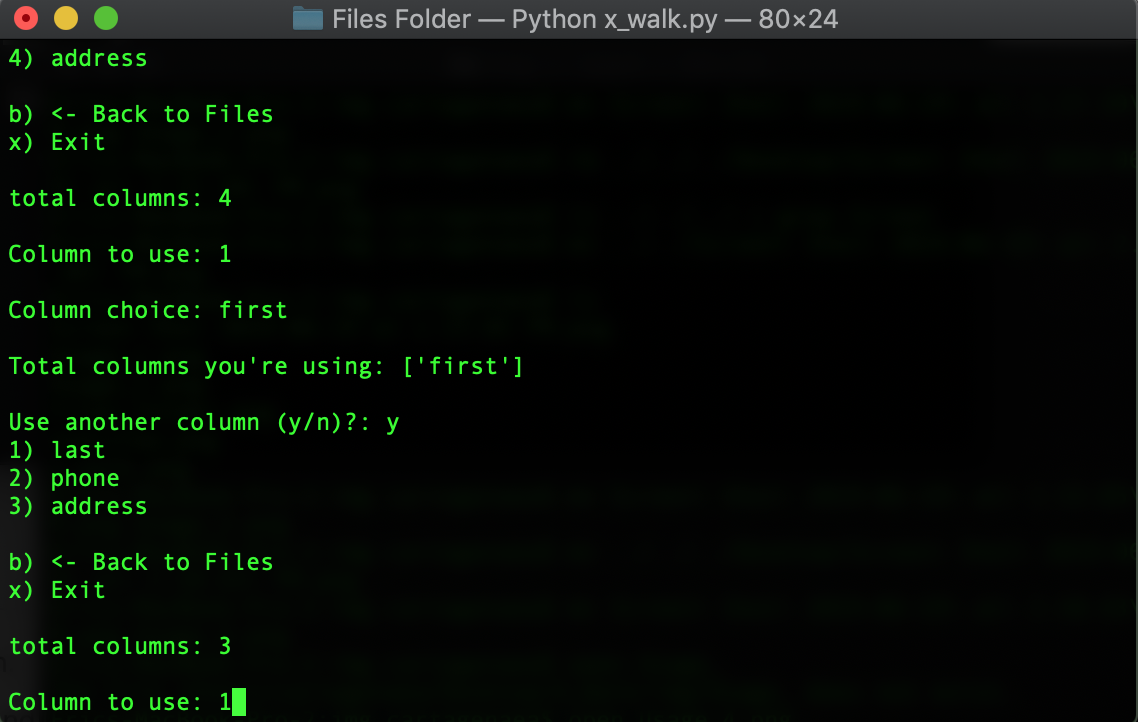 Files Folder — Python x_walk.py — 80×24
4) address
b) <- Back to Files
x) Exit
total columns: 4
Column to use: 1
Column choice: first
Total columns you're using: ['first']
Use another column (y/n)?: y
1) last
2) phone
3) address
b) <- Back to Files
x) Exit
total columns: 3
Column to use: 1